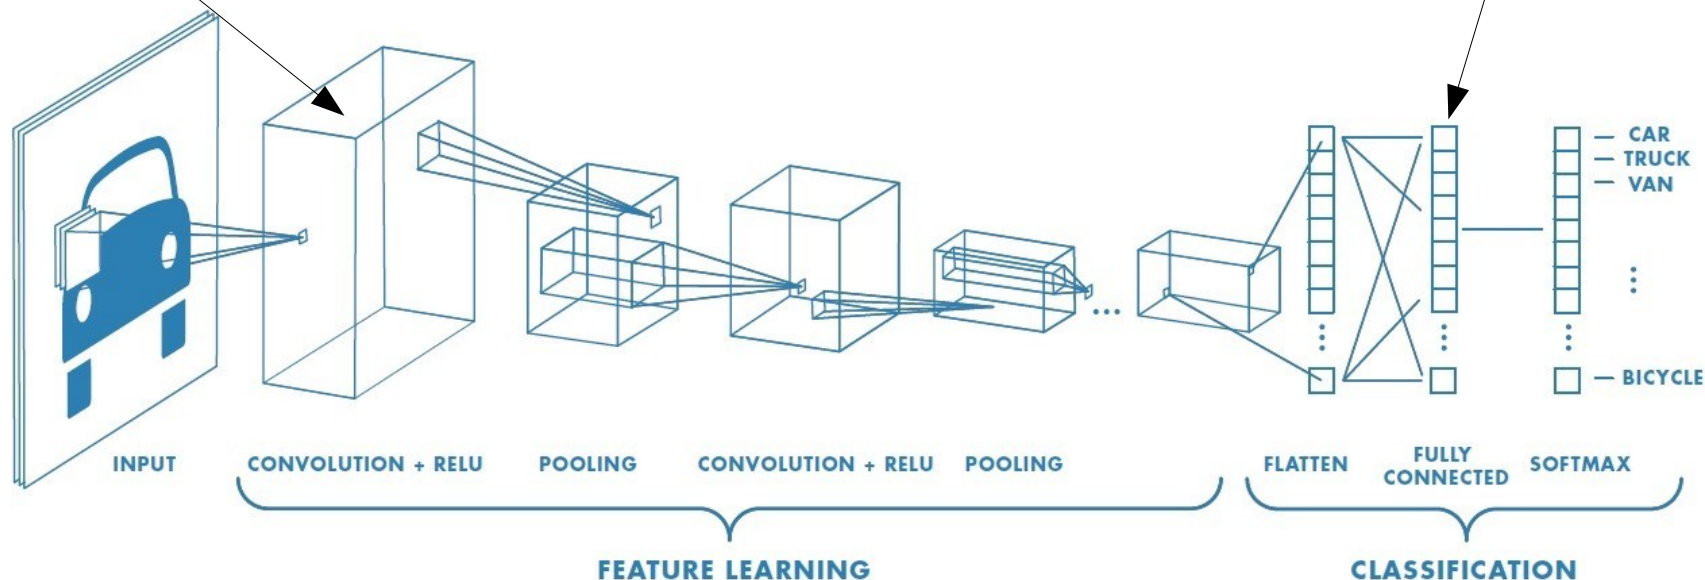 CAR
TRUCK
VAN
BICYCLE
INPUT
CONVOLUTION + RELU
POOLING
CONVOLUTION + RELU
POOLING
FLATTEN
FULLY
CONNECTED
SOFTMAX
FEATURE LEARNING
CLASSIFICATION